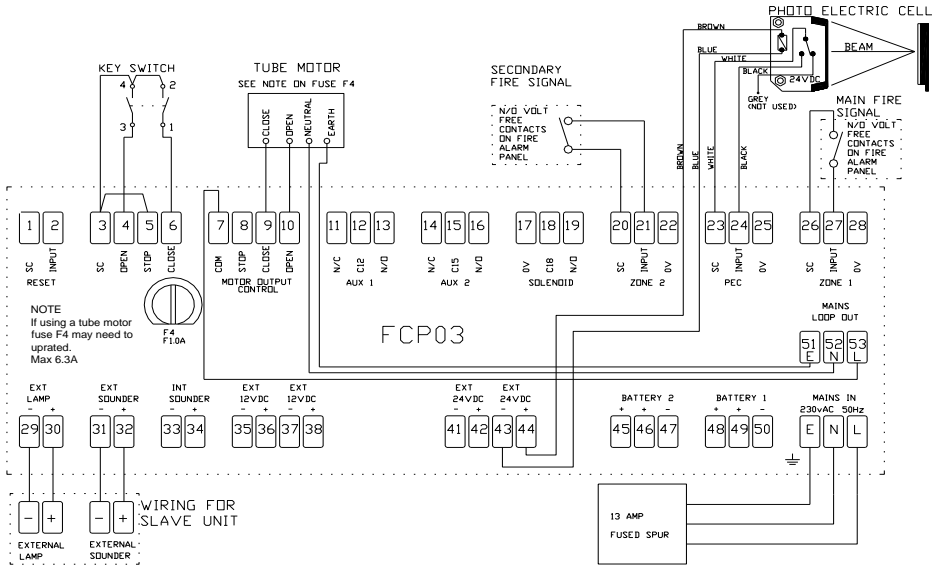 PHOTO ELECTRIC CELL
BROWN
BLUE
WHITE
BLACK
24VDC
GREY
(NOT USED)
BEAM
KEY SWITCH
4 2
3 1
TUBE MOTOR
SEE NOTE ON FUSE F4
CLOSE
OPEN
NEUTRAL
EARTH
SECONDARY
FIRE SIGNAL
N/O VOLT
FREE
CONTACTS
ON FIRE
ALARM
PANEL
MAIN FIRE
SIGNAL
N/O VOLT
FREE
CONTACTS
ON FIRE
ALARM
PANEL
BROWN
BLUE
WHITE
BLACK
1 2 3 4 5 6 7 8 9 10 11 12 13 14 15 16 17 18 19 20 21 22 23 24 25 26 27 28
SC INPUT SC OPEN STOP CLOSE COM STOP CLOSE OPEN N/C C12 N/O N/C C15 N/O 0V C18 N/O SC INPUT 0V SC INPUT 0V SC INPUT 0V
RESET
MOTOR OUTPUT
CONTROL
AUX 1
AUX 2
SOLENOID
ZONE 2
PEC
ZONE 1
NOTE
If using a tube motor
fuse F4 may need to
uprated.
Max 6.3A
F4
F1.0A
FCP03
MAINS
LOOP OUT
51 52 53
E N L
EXT
LAMP
- +
29 30
EXT
SOUNDER
- +
31 32
INT
SOUNDER
- +
33 34
EXT
12VDC
- +
35 36
EXT
12VDC
- +
37 38
EXT
24VDC
- +
41 42
EXT
24VDC
- +
43 44
BATTERY 2
+ + -
45 46 47
BATTERY 1
+ + -
48 49 50
MAINS IN
230vAC 50Hz
E N L
WIRING FOR
SLAVE UNIT
- +
- +
EXTERNAL
LAMP
EXTERNAL
SOUNDER
13 AMP
FUSED SPUR